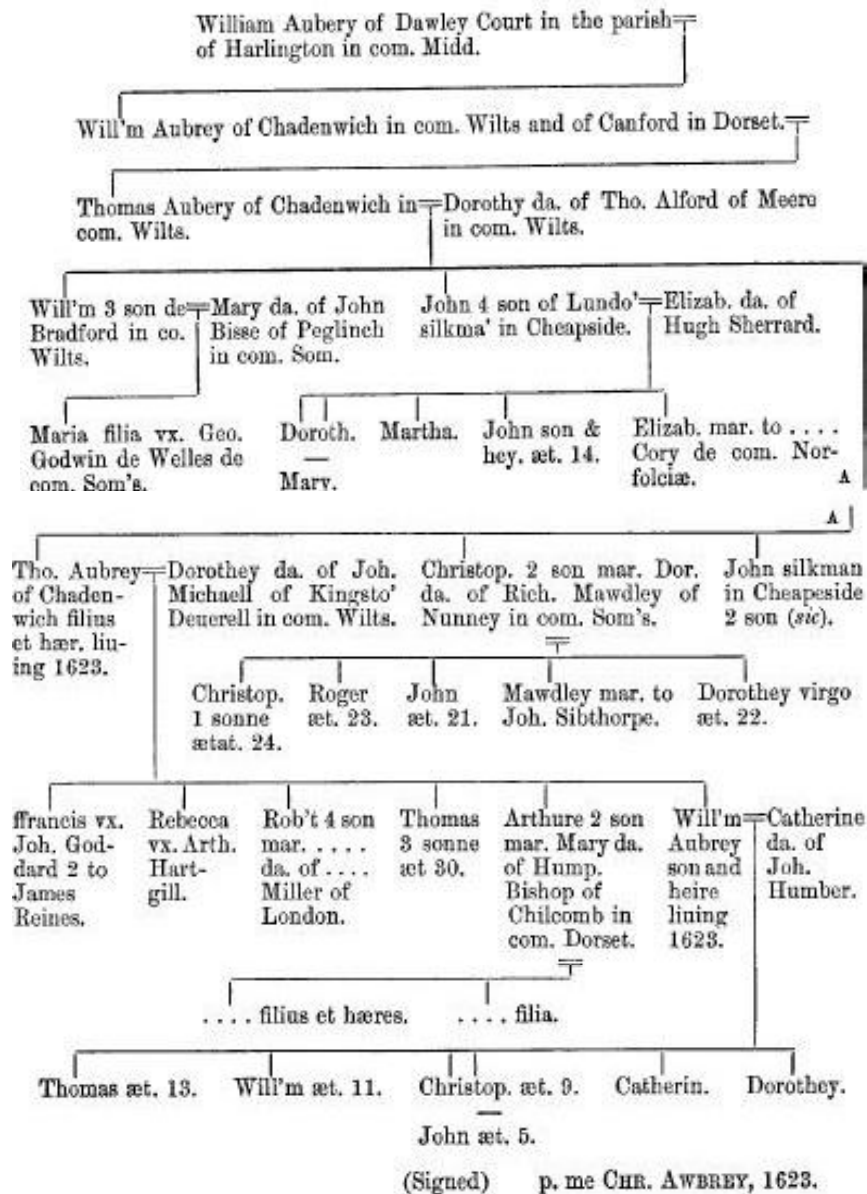 William Aubery of Dawley Court in the parish
of Harlington in com. Midd.
Will'm Aubrey of Chadenwich in com. Wilts and of Canford in Dorset.
Thomas Aubery of Chadenwich in
com. Wilts.
Dorothy da. of Tho. Alford of Meere
in com. Wilts.
Will'm 3 son de
Bradford in co.
Wilts.
Mary da. of John
Bisse of Peglinch
in com. Som.
John 4 son of Lundo'
silkma' in Cheapside.
Elizab. da. of
Hugh Sherrard.
Maria filia vx. Geo.
Godwin de Welles de
com. Som's.
Doroth.
—
Mary.
Martha.
John son &
hey. æt. 14.
Elizab. mar. to . . . .
Cory de com. Nor-
folciæ.
A
A
Tho. Aubrey
of Chaden-
wich filius
et hær. liu-
ing 1623.
Dorothey da. of Joh.
Michaell of Kingsto'
Deuerell in com. Wilts.
Christop. 2 son mar. Dor.
da. of Rich. Mawdley of
Nunney in com. Som's.
John silkman
in Cheapeside
2 son (sic).
Christop.
1 sonne
ætat. 24.
Roger
æt. 23.
John
æt. 21.
Mawdley mar. to
Joh. Sibthorpe.
Dorothey virgo
æt. 22.
ffrancis vx.
Joh. God-
dard 2 to
James
Reines.
Rebecca
vx. Arth.
Hart-
gill.
Rob't 4 son
mar. . . . .
da. of . . . .
Miller of
London.
Thomas
3 sonne
æt 30.
Arthure 2 son
mar. Mary da.
of Hump.
Bishop of
Chilcomb in
com. Dorset.
Will'm
Aubrey
son and
heire
liuing
1623.
Catherine
da. of
Joh.
Humber.
. . . . filius et hæres.
. . . . filia.
Thomas æt. 13.
Will'm æt. 11.
Christop. æt. 9.
—
John æt. 5.
Catherin.
Dorothey.
(Signed) p. me CHR. AWBREY, 1623.